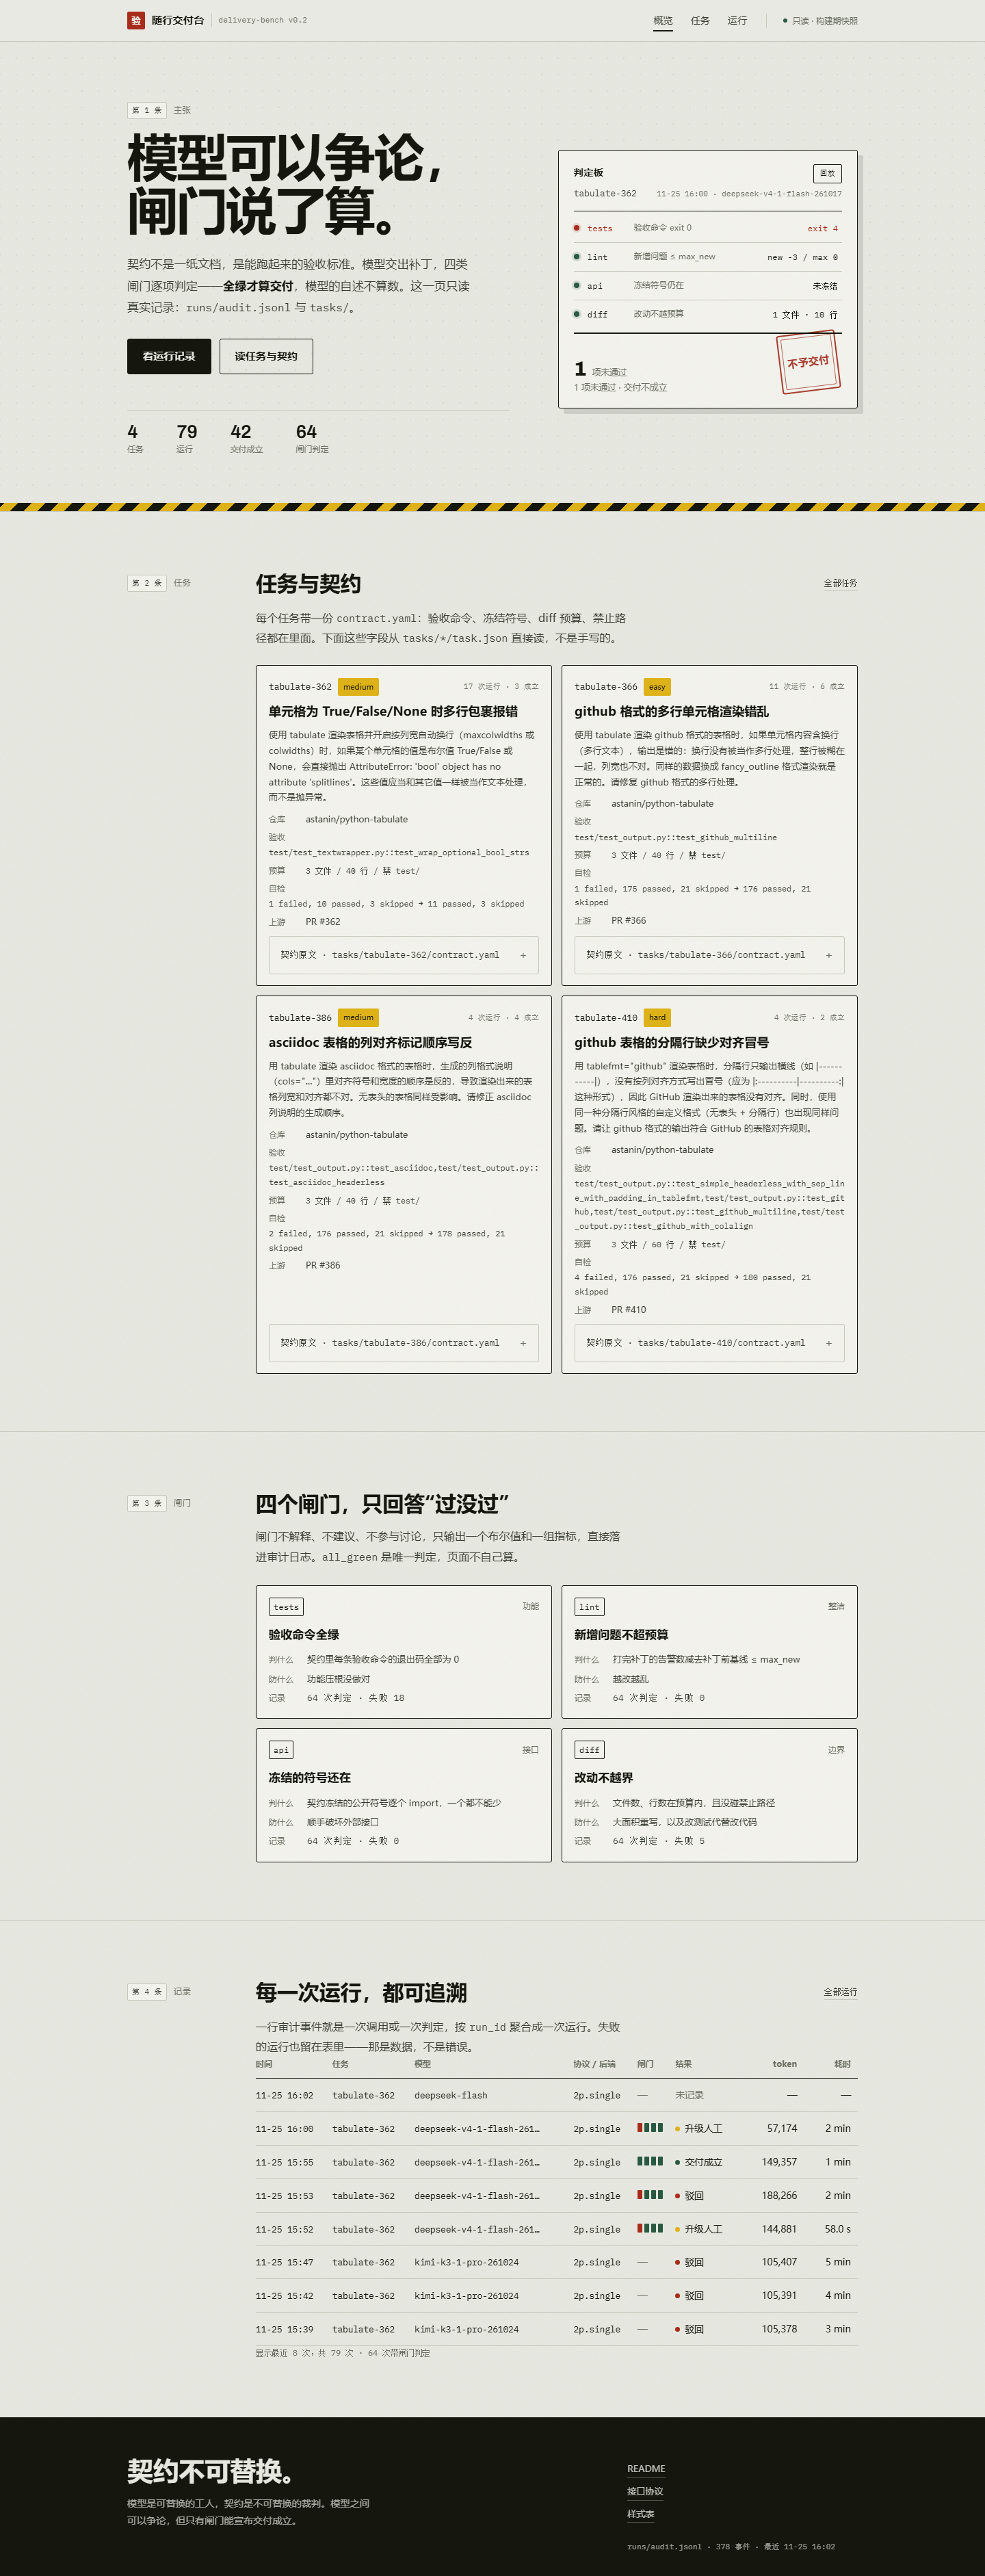 验 随行交付台 delivery-bench v0.2 概览 任务 运行 只读 · 构建期快照
第 1 条 主张
模型可以争论，
闸门说了算。
契约不是一纸文档，是能跑起来的验收标准。模型交出补丁，四类
闸门逐项判定——全绿才算交付，模型的自述不算数。这一页只读
真实记录：runs/audit.jsonl 与 tasks/。
看运行记录 读任务与契约
4 79 42 64
任务 运行 交付成立 闸门判定
判定板 回放
tabulate-362 11-25 16:00 · deepseek-v4-1-flash-261017
tests 验收命令 exit 0 exit 4
lint 新增问题 ≤ max_new new -3 / max 0
api 冻结符号仍在 未冻结
diff 改动不越预算 1 文件 · 10 行
1 项未通过
1 项未通过 · 交付不成立
不予交付
第 2 条 任务
任务与契约 全部任务
每个任务带一份 contract.yaml：验收命令、冻结符号、diff 预算、禁止路
径都在里面。下面这些字段从 tasks/*/task.json 直接读，不是手写的。
tabulate-362 medium 17 次运行 · 3 成立
单元格为 True/False/None 时多行包裹报错
使用 tabulate 渲染表格并开启按列宽自动换行（maxcolwidths 或
colwidths）时，如果某个单元格的值是布尔值 True/False 或
None，会直接抛出 AttributeError: 'bool' object has no
attribute 'splitlines'。这些值应当和其它值一样被当作文本处理，
而不是抛异常。
仓库 astanin/python-tabulate
验收
test/test_textwrapper.py::test_wrap_optional_bool_strs
预算 3 文件 / 40 行 / 禁 test/
自检
1 failed, 10 passed, 3 skipped → 11 passed, 3 skipped
上游 PR #362
契约原文 · tasks/tabulate-362/contract.yaml +
tabulate-366 easy 11 次运行 · 6 成立
github 格式的多行单元格渲染错乱
使用 tabulate 渲染 github 格式的表格时，如果单元格内容含换行
（多行文本），输出是错的：换行没有被当作多行处理，整行被糊在
一起，列宽也不对。同样的数据换成 fancy_outline 格式渲染就是
正常的。请修复 github 格式的多行处理。
仓库 astanin/python-tabulate
验收
test/test_output.py::test_github_multiline
预算 3 文件 / 40 行 / 禁 test/
自检
1 failed, 175 passed, 21 skipped → 176 passed, 21
skipped
上游 PR #366
契约原文 · tasks/tabulate-366/contract.yaml +
tabulate-386 medium 4 次运行 · 4 成立
asciidoc 表格的列对齐标记顺序写反
用 tabulate 渲染 asciidoc 格式的表格时，生成的列格式说明
（cols="..."）里对齐符号和宽度的顺序是反的，导致渲染出来的表
格列宽和对齐都不对。无表头的表格同样受影响。请修正 asciidoc
列说明的生成顺序。
仓库 astanin/python-tabulate
验收
test/test_output.py::test_asciidoc,test/test_output.py::
test_asciidoc_headerless
预算 3 文件 / 40 行 / 禁 test/
自检
2 failed, 176 passed, 21 skipped → 178 passed, 21
skipped
上游 PR #386
契约原文 · tasks/tabulate-386/contract.yaml +
tabulate-410 hard 4 次运行 · 2 成立
github 表格的分隔行缺少对齐冒号
用 tablefmt="github" 渲染表格时，分隔行只输出横线（如 |------
-----|），没有按列对齐方式写出冒号（应为 |:----------|----------:|
这种形式），因此 GitHub 渲染出来的表格没有对齐。同时，使用
同一种分隔行风格的自定义格式（无表头 + 分隔行）也出现同样问
题。请让 github 格式的输出符合 GitHub 的表格对齐规则。
仓库 astanin/python-tabulate
验收
test/test_output.py::test_simple_headerless_with_sep_lin
e_with_padding_in_tablefmt,test/test_output.py::test_git
hub,test/test_output.py::test_github_multiline,test/test
_output.py::test_github_with_colalign
预算 3 文件 / 60 行 / 禁 test/
自检
4 failed, 176 passed, 21 skipped → 180 passed, 21
skipped
上游 PR #410
契约原文 · tasks/tabulate-410/contract.yaml +
第 3 条 闸门
四个闸门，只回答“过没过”
闸门不解释、不建议、不参与讨论，只输出一个布尔值和一组指标，直接落
进审计日志。all_green 是唯一判定，页面不自己算。
tests 功能
验收命令全绿
判什么 契约里每条验收命令的退出码全部为 0
防什么 功能压根没做对
记录 64 次判定 · 失败 18
lint 整洁
新增问题不超预算
判什么 打完补丁的告警数减去补丁前基线 ≤ max_new
防什么 越改越乱
记录 64 次判定 · 失败 0
api 接口
冻结的符号还在
判什么 契约冻结的公开符号逐个 import，一个都不能少
防什么 顺手破坏外部接口
记录 64 次判定 · 失败 0
diff 边界
改动不越界
判什么 文件数、行数在预算内，且没碰禁止路径
防什么 大面积重写，以及改测试代替改代码
记录 64 次判定 · 失败 5
第 4 条 记录
每一次运行，都可追溯 全部运行
一行审计事件就是一次调用或一次判定，按 run_id 聚合成一次运行。失败
的运行也留在表里——那是数据，不是错误。
时间 任务 模型 协议 / 后端 闸门 结果 token 耗时
11-25 16:02 tabulate-362 deepseek-flash 2p.single — 未记录 — —
11-25 16:00 tabulate-362 deepseek-v4-1-flash-261… 2p.single 升级人工 57,174 2 min
11-25 15:55 tabulate-362 deepseek-v4-1-flash-261… 2p.single 交付成立 149,357 1 min
11-25 15:53 tabulate-362 deepseek-v4-1-flash-261… 2p.single 驳回 188,266 2 min
11-25 15:52 tabulate-362 deepseek-v4-1-flash-261… 2p.single 升级人工 144,881 58.0 s
11-25 15:47 tabulate-362 kimi-k3-1-pro-261024 2p.single — 驳回 105,407 5 min
11-25 15:42 tabulate-362 kimi-k3-1-pro-261024 2p.single — 驳回 105,391 4 min
11-25 15:39 tabulate-362 kimi-k3-1-pro-261024 2p.single — 驳回 105,378 3 min
显示最近 8 次，共 79 次 · 64 次带闸门判定
契约不可替换。
模型是可替换的工人，契约是不可替换的裁判。模型之间
可以争论，但只有闸门能宣布交付成立。
README
接口协议
样式表
runs/audit.jsonl · 378 事件 · 最近 11-25 16:02